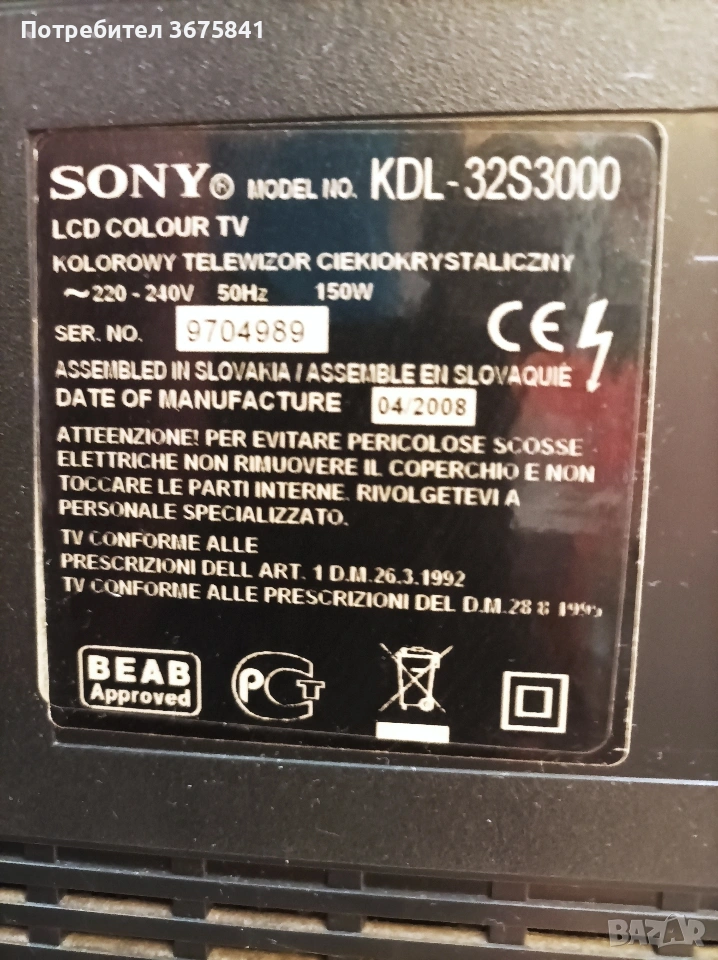 Потребител 3675841
SONY® MODEL NO. KDL-32S3000
LCD COLOUR TV
KOLOROWY TELEWIZOR CIEKIOKRYSTALICZNY
~220 - 240V 50Hz 150W
SER. NO. 9704989
CE
ASSEMBLED IN SLOVAKIA / ASSEMBLE EN SLOVAQUIE
DATE OF MANUFACTURE 04/2008
ATTEENZIONE! PER EVITARE PERICOLOSE SCOSSE
ELETTRICHE NON RIMUOVERE IL COPERCHIO E NON
TOCCARE LE PARTI INTERNE. RIVOLGETEVI A
PERSONALE SPECIALIZZATO.
TV CONFORME ALLE
PRESCRIZIONI DELL ART. 1 D.M.26.3.1992
TV CONFORME ALLE PRESCRIZIONI DEL D.M.28 8 1995
BEAB
Approved
PCT
BAZAR